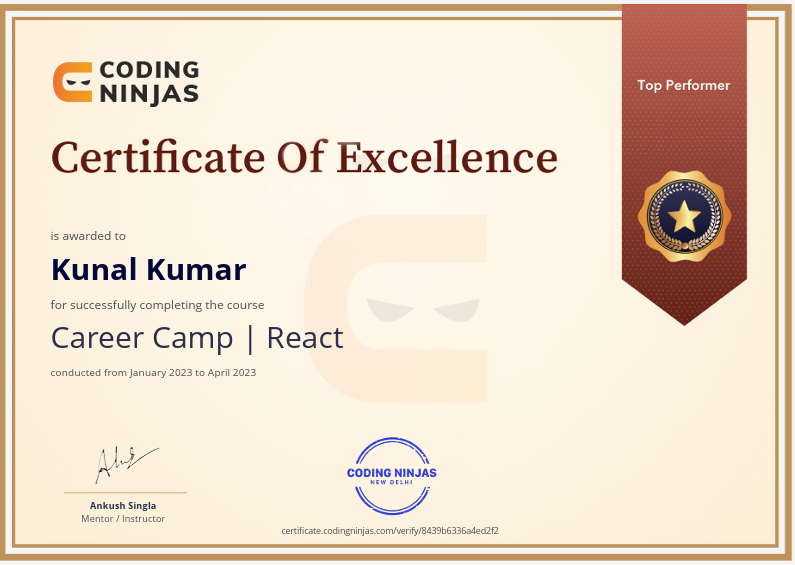 CODING
NINJAS
Top Performer
Certificate Of Excellence
is awarded to
Kunal Kumar
for successfully completing the course
Career Camp | React
conducted from January 2023 to April 2023
CODING NINJAS
NEW DELHI
Ankush Singla
Mentor / Instructor
certificate.codingninjas.com/verify/8439b6336a4ed2f2